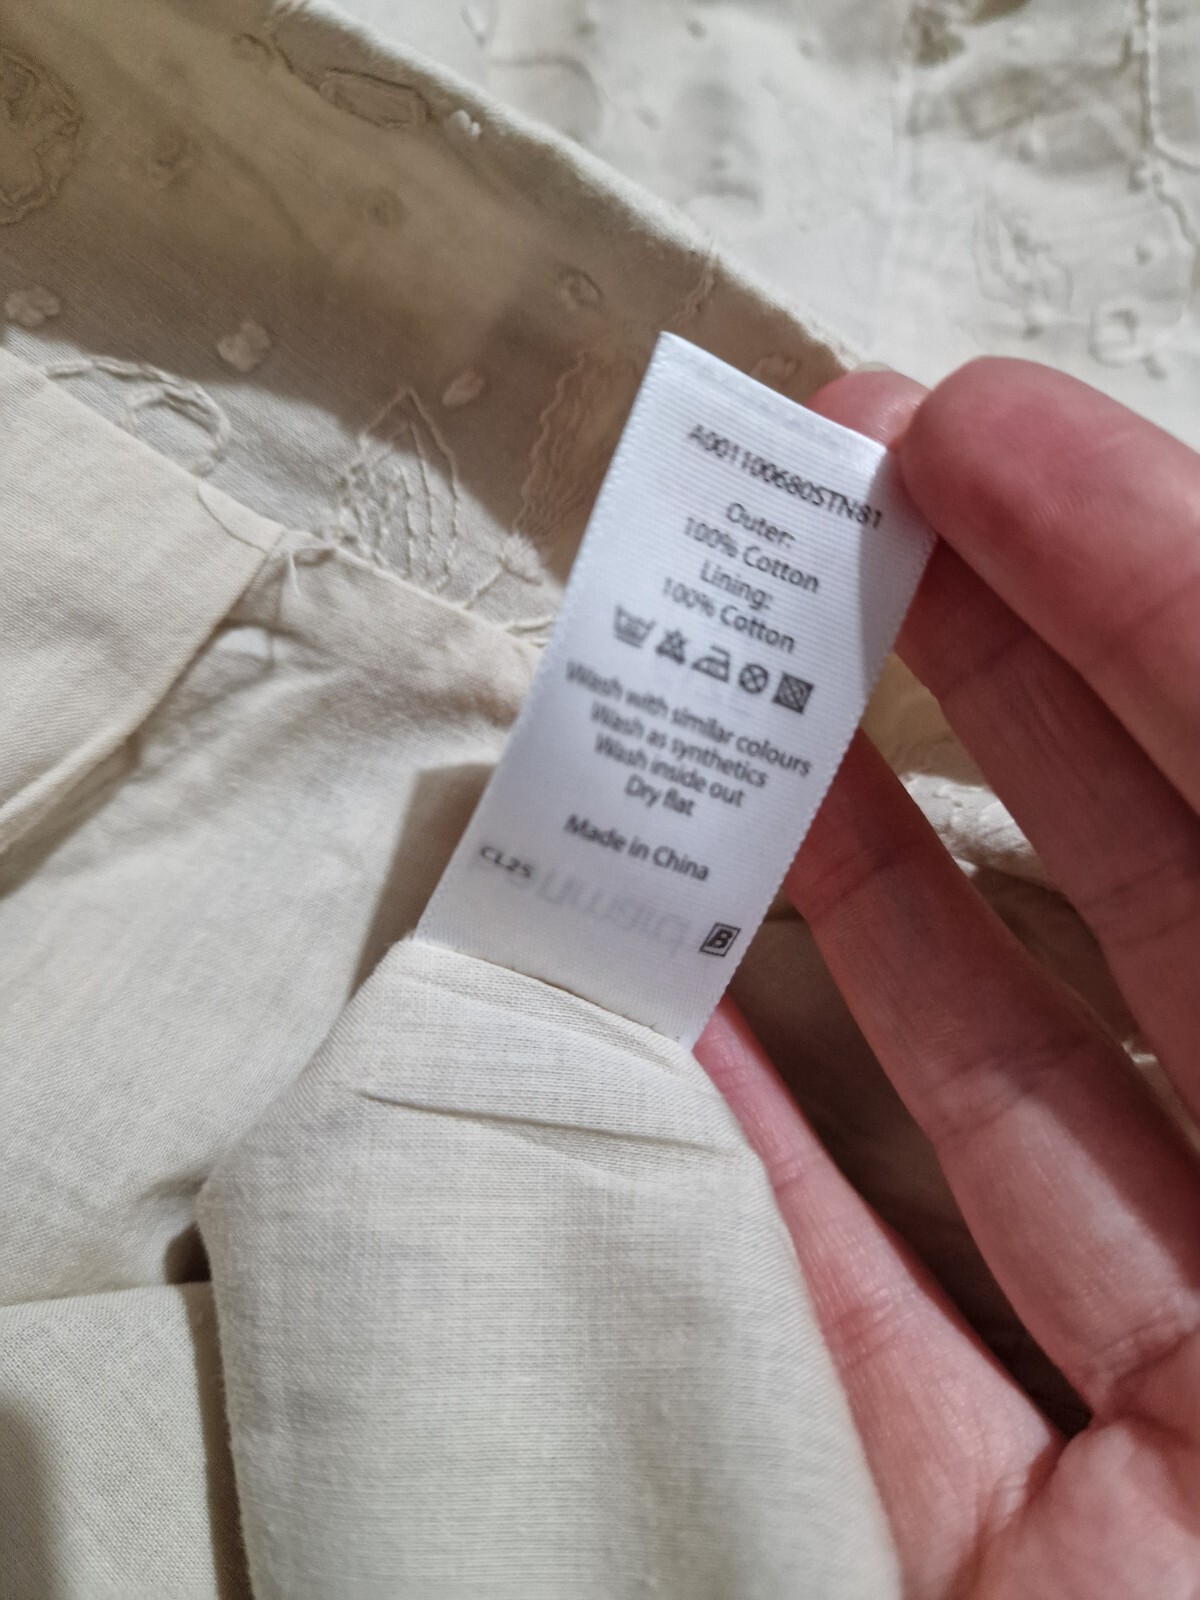 A001100680STN81
Outer:
100% Cotton
Lining:
100% Cotton
Wash with similar colours
Wash as synthetics
Wash inside out
Dry flat
Made in China
CL25
B